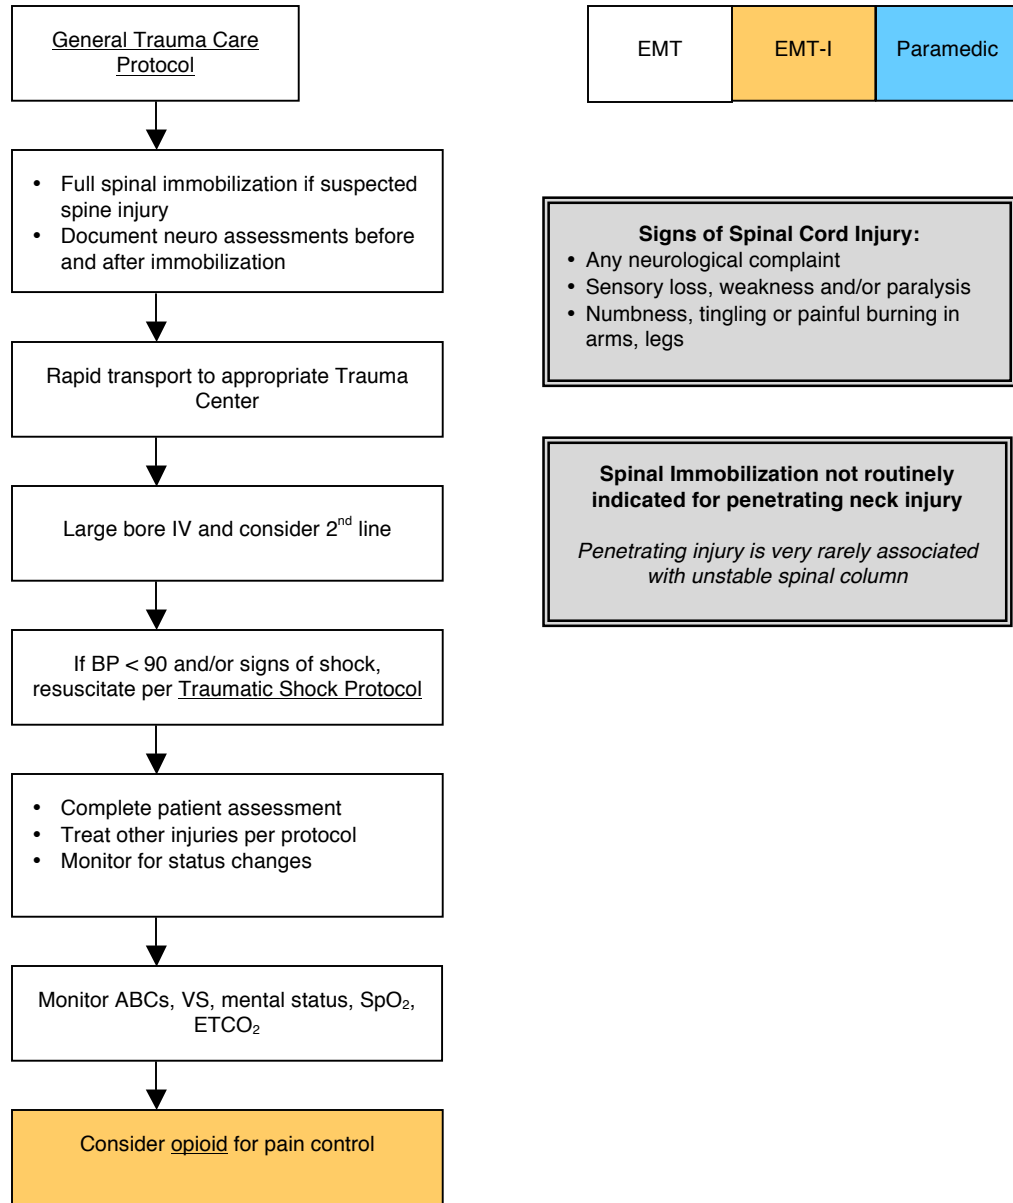 General Trauma Care
Protocol
EMT
EMT-I
Paramedic
• Full spinal immobilization if suspected
spine injury
• Document neuro assessments before
and after immobilization
Rapid transport to appropriate Trauma
Center
Large bore IV and consider 2nd line
If BP < 90 and/or signs of shock,
resuscitate per Traumatic Shock Protocol
• Complete patient assessment
• Treat other injuries per protocol
• Monitor for status changes
Monitor ABCs, VS, mental status, SpO₂,
ETCO₂
Consider opioid for pain control
Signs of Spinal Cord Injury:
• Any neurological complaint
• Sensory loss, weakness and/or paralysis
• Numbness, tingling or painful burning in
arms, legs
Spinal Immobilization not routinely
indicated for penetrating neck injury
Penetrating injury is very rarely associated
with unstable spinal column